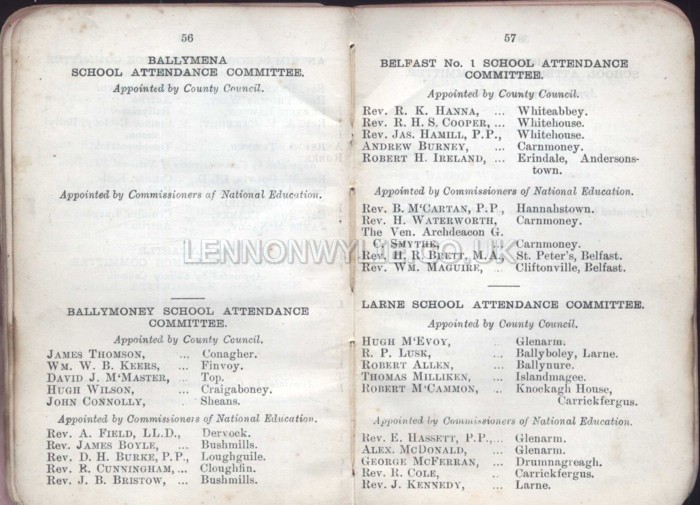 56
BALLYMENA
SCHOOL ATTENDANCE COMMITTEE.
Appointed by County Council.
Appointed by Commissioners of National Education.
BALLYMONEY SCHOOL ATTENDANCE
COMMITTEE.
Appointed by County Council.
JAMES THOMSON, ... Conagher.
WM. W. B. KEERS, ... Finvoy.
DAVID J. M'MASTER, .. Top.
HUGH WILSON, ... Craigaboney.
JOHN CONNOLLY, ... Sheans.
Appointed by Commissioners of National Education.
Rev. A. FIELD, LL.D., Dervock.
Rev. JAMES BOYLE, ... Bushmills.
Rev. D. H. BURKE, P.P., Loughguile.
Rev. R. CUNNINGHAM, ... Cloughfin.
Rev. J. B. BRISTOW, ... Bushmills.
57
BELFAST No. 1 SCHOOL ATTENDANCE
COMMITTEE.
Appointed by County Council.
Rev. R. K. HANNA, ... Whiteabbey.
Rev. R. H. S. COOPER, ... Whitehouse.
Rev. JAS. HAMILL, P.P., Whitehouse.
ANDREW BURNEY, ... Carnmoney.
ROBERT H. IRELAND, ... Erindale, Andersons-
town.
Appointed by Commissioners of National Education.
Rev. B. M'CARTAN, P.P., Hannahstown.
Rev. H. WATERWORTH, Carnmoney.
The Ven. Archdeacon G.
C. SMYTHE, Carnmoney.
Rev. H. R. BRETT, M.A. St. Peter's, Belfast.
Rev. WM. MAGUIRE, ... Cliftonville, Belfast.
LARNE SCHOOL ATTENDANCE COMMITTEE.
Appointed by County Council.
HUGH M'EVOY, ... Glenarm.
R. P. LUSK, ... Ballyboley, Larne.
ROBERT ALLEN, ... Ballynure.
THOMAS MILLIKEN, ... Islandmagee.
ROBERT M'CAMMON, .. Knockagh House,
Carrickfergus.
Appointed by Commissioners of National Education.
Rev. E. HASSETT, P.P., ... Glenarm.
ALEX. McDONALD, ... Glenarm.
GEORGE McFERRAN, ... Drumnagreagh.
Rev. R. COLE, .. Carrickfergus.
Rev. J. KENNEDY, ... Larne.
LENNONWYLIE.CO.UK